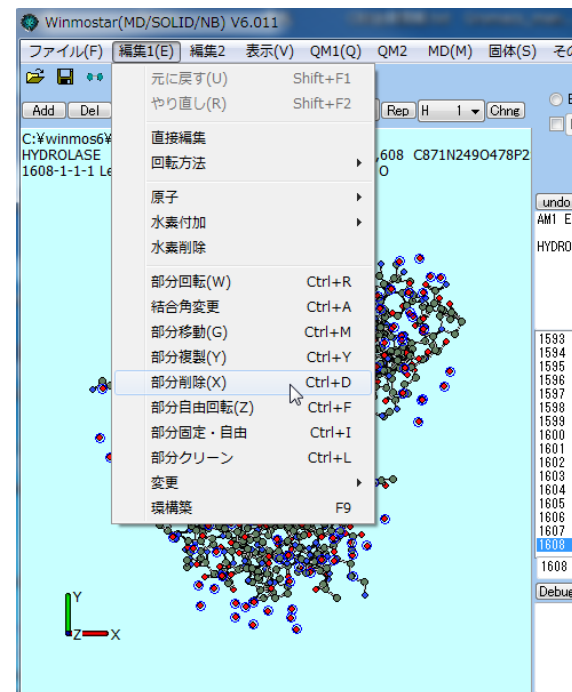 Winmostar(MD/SOLID/NB) V6.011
ファイル(F) 編集1(E) 編集2 表示(V) QM1(Q) QM2 MD(M) 固体(S) その
Add Del Rep H 1 Chng
C:¥winmos6¥
HYDROLASE ,608 C871N249O478P2
1608-1-1-1 Le O
元に戻す(U) Shift+F1
やり直し(R) Shift+F2
直接編集
回転方法
原子
水素付加
水素削除
部分回転(W) Ctrl+R
結合角変更 Ctrl+A
部分移動(G) Ctrl+M
部分複製(Y) Ctrl+Y
部分削除(X) Ctrl+D
部分自由回転(Z) Ctrl+F
部分固定・自由 Ctrl+I
部分クリーン Ctrl+L
変更
環構築 F9
Y
Z X
undo
AM1 E
HYDRO
1593
1594
1595
1596
1597
1598
1599
1600
1601
1602
1603
1604
1605
1606
1607
1608
1608
Debug